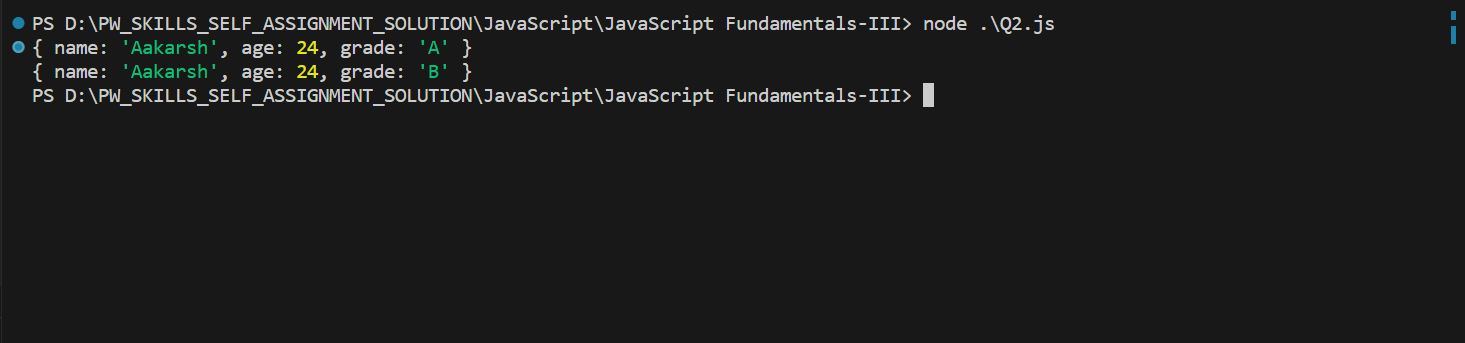 PS D:\PW_SKILLS_SELF_ASSIGNMENT_SOLUTION\JavaScript\JavaScript Fundamentals-III> node .\Q2.js
{ name: 'Aakarsh', age: 24, grade: 'A' }
{ name: 'Aakarsh', age: 24, grade: 'B' }
PS D:\PW_SKILLS_SELF_ASSIGNMENT_SOLUTION\JavaScript\JavaScript Fundamentals-III>